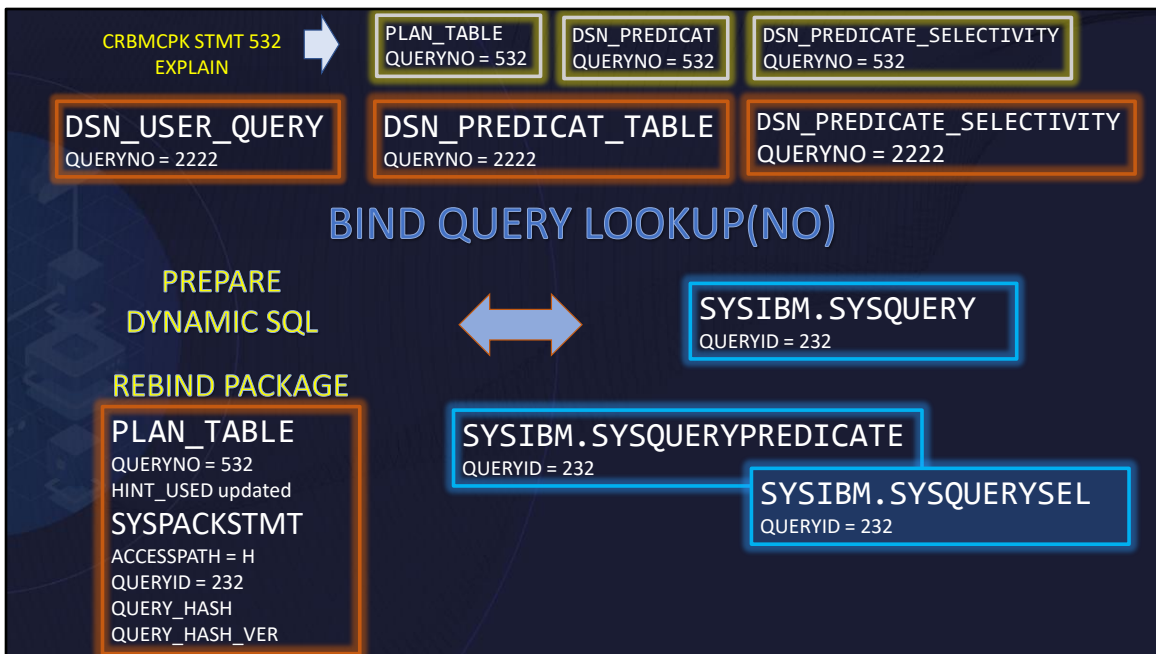 CRBMCPK STMT 532
EXPLAIN
PLAN_TABLE
QUERYNO = 532
DSN_PREDICAT
QUERYNO = 532
DSN_PREDICATE_SELECTIVITY
QUERYNO = 532
DSN_USER_QUERY
QUERYNO = 2222
DSN_PREDICAT_TABLE
QUERYNO = 2222
DSN_PREDICATE_SELECTIVITY
QUERYNO = 2222
BIND QUERY LOOKUP(NO)
PREPARE
DYNAMIC SQL
SYSIBM.SYSQUERY
QUERYID = 232
REBIND PACKAGE
PLAN_TABLE
QUERYNO = 532
HINT_USED updated
SYSPACKSTMT
ACCESSPATH = H
QUERYID = 232
QUERY_HASH
QUERY_HASH_VER
SYSIBM.SYSQUERYPREDICATE
QUERYID = 232
SYSIBM.SYSQUERYSEL
QUERYID = 232